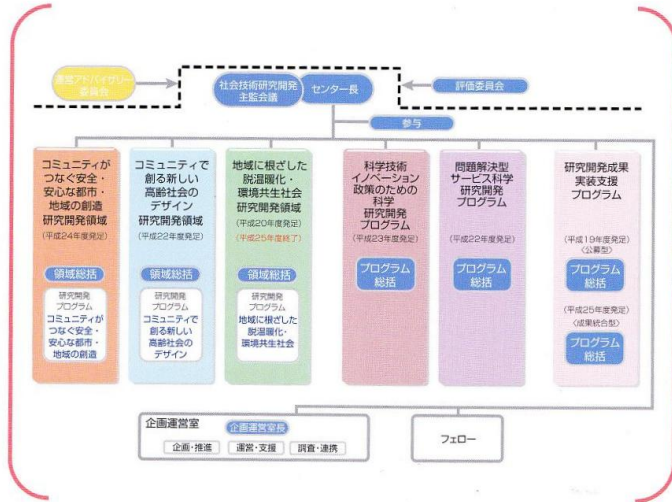 運営アドバイザリー
委員会
社会技術研究開発
主監会議
センター長
評価委員会
参与
コミュニティが
つなぐ安全・
安心な都市・
地域の創造
研究開発領域
(平成24年度発足)
領域総括
研究開発
プログラム
コミュニティが
つなぐ安全・
安心な都市・
地域の創造
コミュニティで
創る新しい
高齢社会の
デザイン
研究開発領域
(平成22年度発足)
領域総括
研究開発
プログラム
コミュニティで
創る新しい
高齢社会の
デザイン
地域に根ざした
脱温暖化・
環境共生社会
研究開発領域
(平成20年度発足)
(平成25年度終了)
領域総括
研究開発
プログラム
地域に根ざした
脱温暖化・
環境共生社会
科学技術
イノベーション
政策のための
科学
研究開発
プログラム
(平成23年度発足)
プログラム
総括
問題解決型
サービス科学
研究開発
プログラム
(平成22年度発足)
プログラム
総括
研究開発成果
実装支援
プログラム
(平成19年度発足)
〈公募型〉
プログラム
総括
(平成25年度発足)
〈成果統合型〉
プログラム
総括
企画運営室
企画運営室長
企画・推進
運営・支援
調査・連携
フェロー